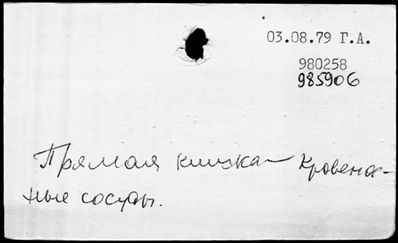 03.08.79 Г.А.
980258
985906
Прямая кишка – Кровенос-
ные сосуды.